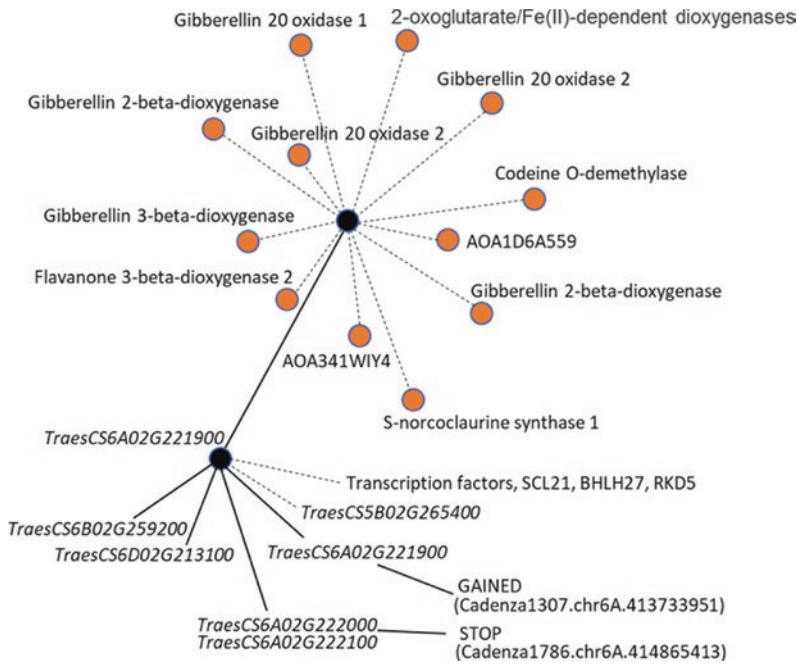 Gibberellin 20 oxidase 1
2-oxoglutarate/Fe(II)-dependent dioxygenases
Gibberellin 20 oxidase 2
Gibberellin 2-beta-dioxygenase
Gibberellin 20 oxidase 2
Codeine O-demethylase
Gibberellin 3-beta-dioxygenase
AOA1D6A559
Flavanone 3-beta-dioxygenase 2
Gibberellin 2-beta-dioxygenase
AOA341WIY4
S-norcoclaurine synthase 1
TraesCS6A02G221900
Transcription factors, SCL21, BHLH27, RKD5
TraesCS5B02G265400
TraesCS6B02G259200
TraesCS6D02G213100
TraesCS6A02G221900
GAINED
(Cadenza1307.chr6A.413733951)
TraesCS6A02G222000
TraesCS6A02G222100
STOP
(Cadenza1786.chr6A.414865413)